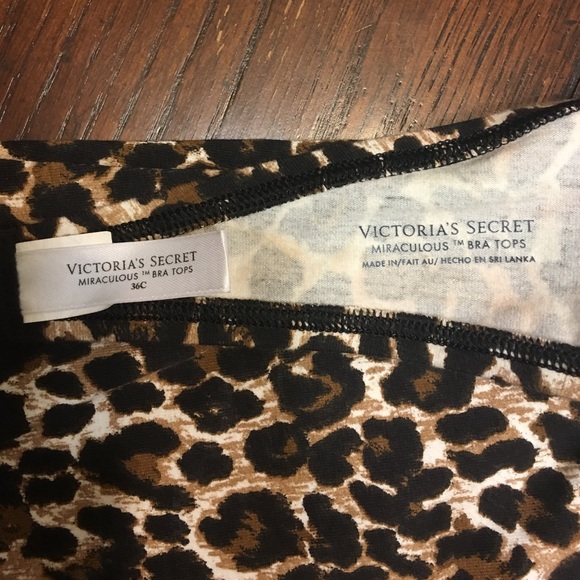 VICTORIA'S SECRET
MIRACULOUS ™ BRA TOPS
36C
VICTORIA'S SECRET
MIRACULOUS ™ BRA TOPS
MADE IN/FAIT AU/ HECHO EN SRI LANKA